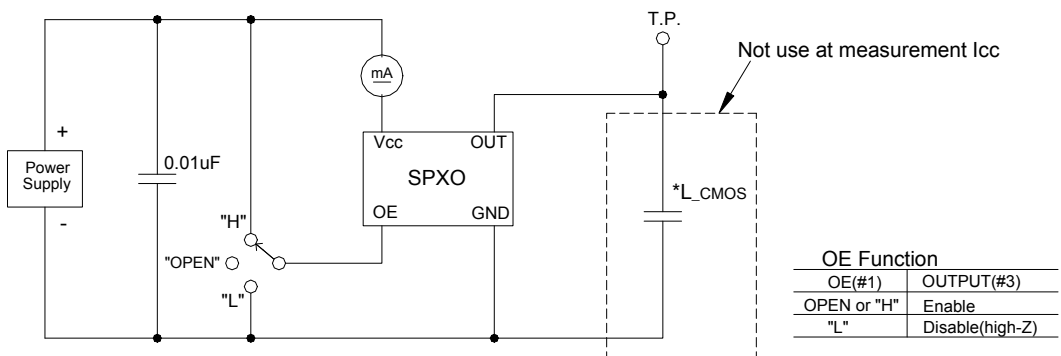 T.P.
Not use at measurement Icc
mA
+
Power
Supply
-
0.01uF
Vcc
OUT
SPXO
OE
GND
*L_CMOS
"H"
"OPEN"
"L"
OE Function
OE(#1) OUTPUT(#3)
OPEN or "H" Enable
"L" Disable(high-Z)